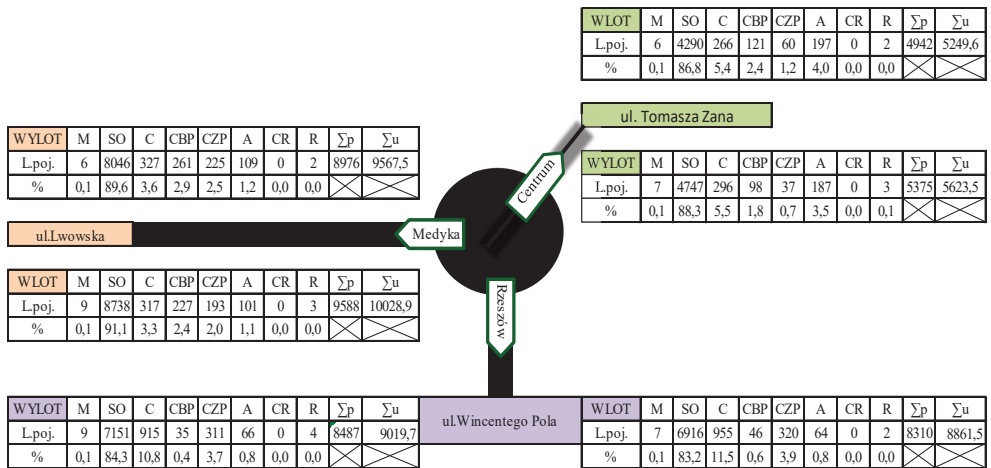 WLOT M SO C CBP CZP A CR R ∑p ∑u
L.poj. 6 4290 266 121 60 197 0 2 4942 5249,6
% 0,1 86,8 5,4 2,4 1,2 4,0 0,0 0,0
ul. Tomasza Zana
WYLOT M SO C CBP CZP A CR R ∑p ∑u
L.poj. 6 8046 327 261 225 109 0 2 8976 9567,5
% 0,1 89,6 3,6 2,9 2,5 1,2 0,0 0,0
WYLOT M SO C CBP CZP A CR R ∑p ∑u
L.poj. 7 4747 296 98 37 187 0 3 5375 5623,5
% 0,1 88,3 5,5 1,8 0,7 3,5 0,0 0,1
Centrum
ul.Lwowska
Medyka
WLOT M SO C CBP CZP A CR R ∑p ∑u
L.poj. 9 8738 317 227 193 101 0 3 9588 10028,9
% 0,1 91,1 3,3 2,4 2,0 1,1 0,0 0,0
Rzeszów
WYLOT M SO C CBP CZP A CR R ∑p ∑u
L.poj. 9 7151 915 35 311 66 0 4 8487 9019,7
% 0,1 84,3 10,8 0,4 3,7 0,8 0,0 0,0
ul.Wincentego Pola
WLOT M SO C CBP CZP A CR R ∑p ∑u
L.poj. 7 6916 955 46 320 64 0 2 8310 8861,5
% 0,1 83,2 11,5 0,6 3,9 0,8 0,0 0,0